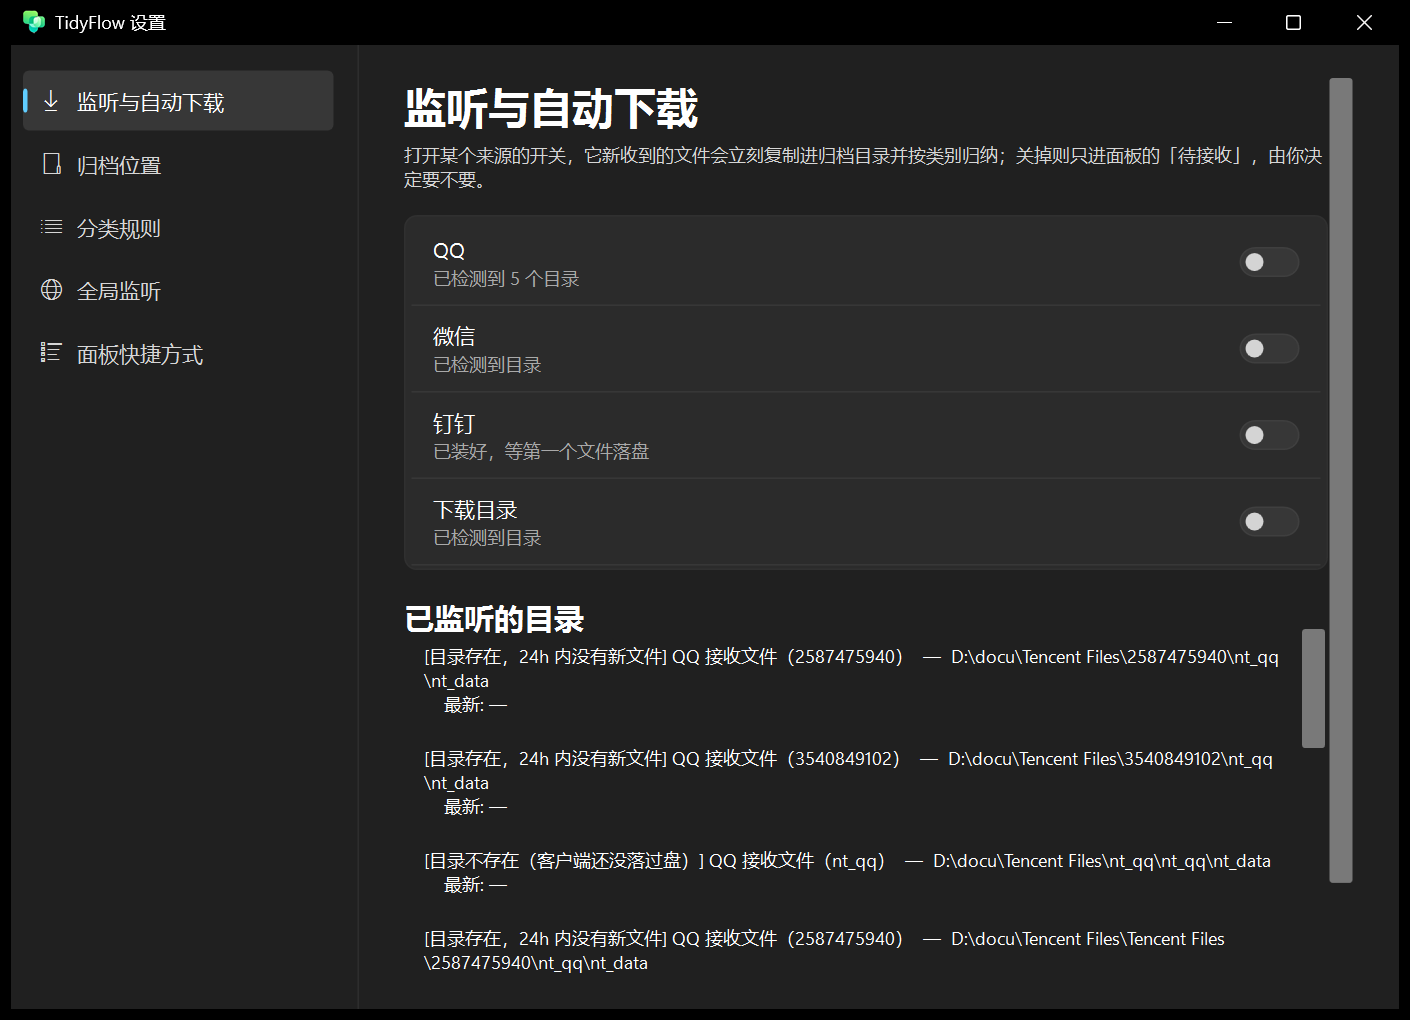 TidyFlow 设置
监听与自动下载
归档位置
分类规则
全局监听
面板快捷方式
监听与自动下载
打开某个来源的开关，它新收到的文件会立刻复制进归档目录并按类别归纳；关掉则只进面板的「待接收」，由你决
定要不要。
QQ
已检测到 5 个目录
微信
已检测到目录
钉钉
已装好，等第一个文件落盘
下载目录
已检测到目录
已监听的目录
[目录存在，24h 内没有新文件] QQ 接收文件（2587475940） — D:\docu\Tencent Files\2587475940\nt_qq
\nt_data
最新: —
[目录存在，24h 内没有新文件] QQ 接收文件（3540849102） — D:\docu\Tencent Files\3540849102\nt_qq
\nt_data
最新: —
[目录不存在（客户端还没落过盘）] QQ 接收文件（nt_qq） — D:\docu\Tencent Files\nt_qq\nt_qq\nt_data
最新: —
[目录存在，24h 内没有新文件] QQ 接收文件（2587475940） — D:\docu\Tencent Files\Tencent Files
\2587475940\nt_qq\nt_data